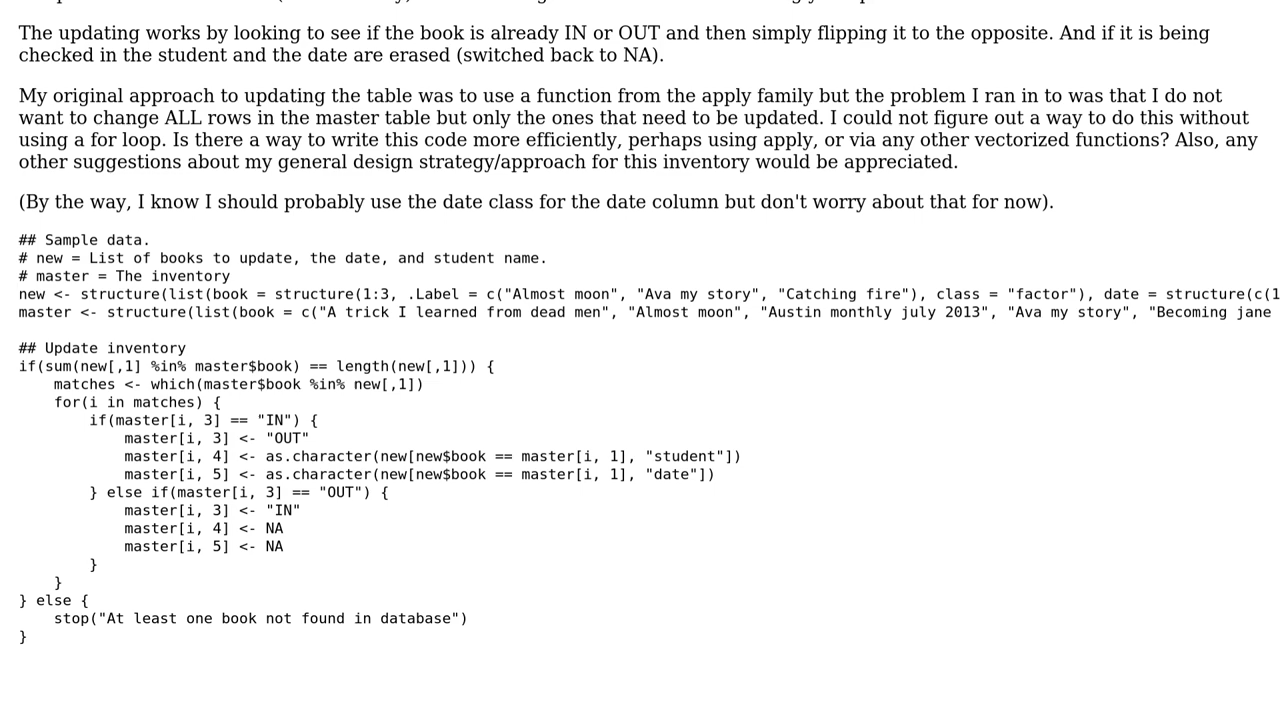 The updating works by looking to see if the book is already IN or OUT and then simply flipping it to the opposite. And if it is being
checked in the student and the date are erased (switched back to NA).
My original approach to updating the table was to use a function from the apply family but the problem I ran in to was that I do not
want to change ALL rows in the master table but only the ones that need to be updated. I could not figure out a way to do this without
using a for loop. Is there a way to write this code more efficiently, perhaps using apply, or via any other vectorized functions? Also, any
other suggestions about my general design strategy/approach for this inventory would be appreciated.
(By the way, I know I should probably use the date class for the date column but don't worry about that for now).
## Sample data.
# new = List of books to update, the date, and student name.
# master = The inventory
new <- structure(list(book = structure(1:3, .Label = c("Almost moon", "Ava my story", "Catching fire"), class = "factor"), date = structure(c(1
master <- structure(list(book = c("A trick I learned from dead men", "Almost moon", "Austin monthly july 2013", "Ava my story", "Becoming jane
## Update inventory
if(sum(new[,1] %in% master$book) == length(new[,1])) {
    matches <- which(master$book %in% new[,1])
    for(i in matches) {
        if(master[i, 3] == "IN") {
            master[i, 3] <- "OUT"
            master[i, 4] <- as.character(new[new$book == master[i, 1], "student"])
            master[i, 5] <- as.character(new[new$book == master[i, 1], "date"])
        } else if(master[i, 3] == "OUT") {
            master[i, 3] <- "IN"
            master[i, 4] <- NA
            master[i, 5] <- NA
        }
    }
} else {
    stop("At least one book not found in database")
}